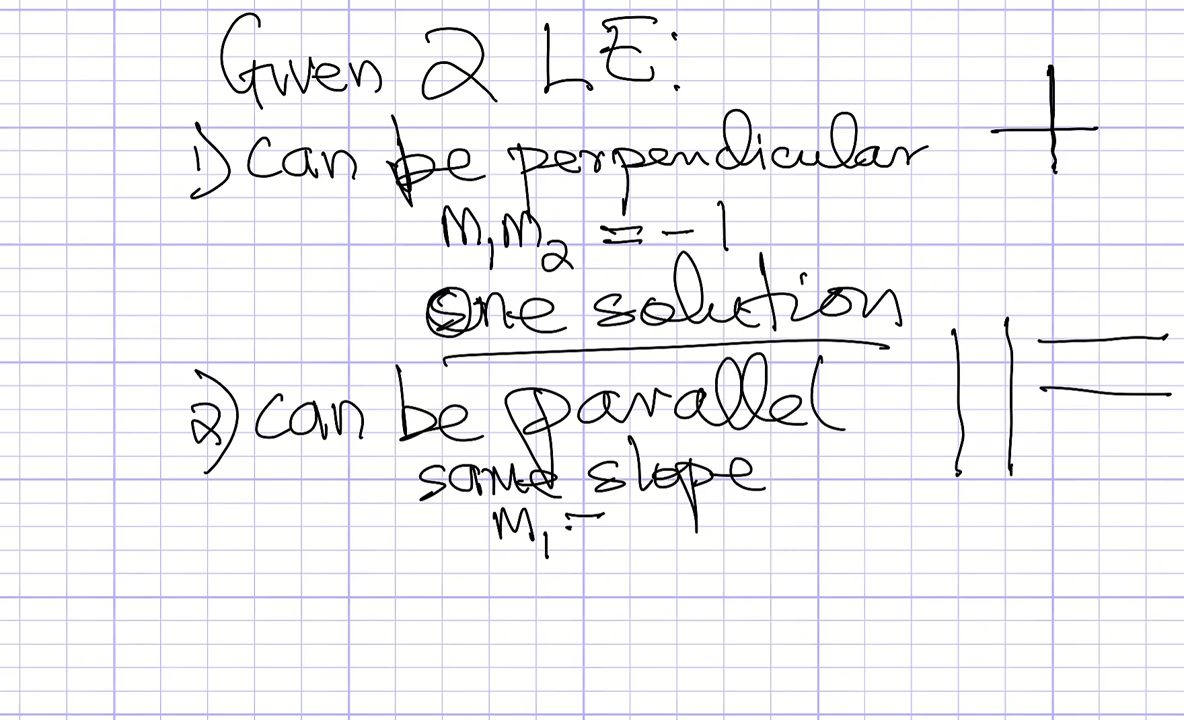 Given 2 LE:
1) can be perpendicular
m₁m₂ = -1
one solution
2) can be parallel
same slope
m₁ =